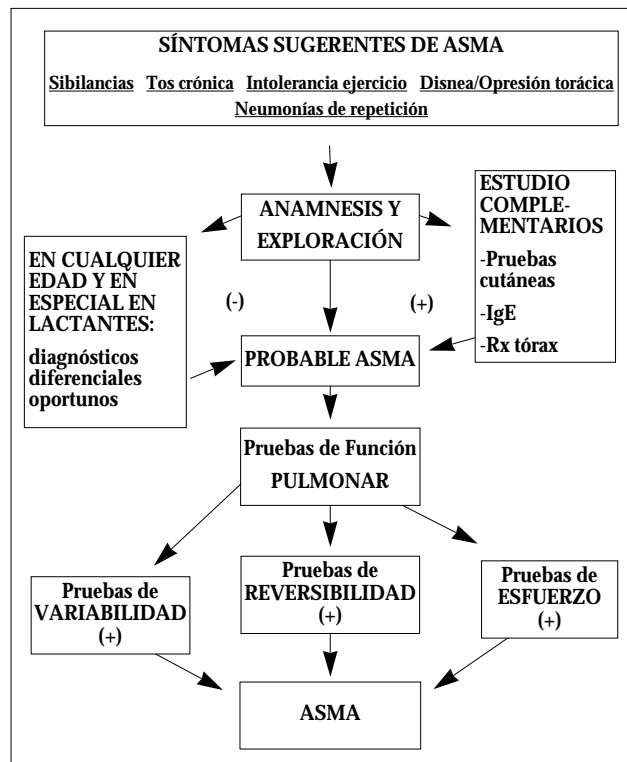 SÍNTOMAS SUGERENTES DE ASMA
Sibilancias Tos crónica Intolerancia ejercicio Disnea/Opresión torácica
Neumonías de repetición
ANAMNESIS Y
EXPLORACIÓN
ESTUDIO
COMPLE-
MENTARIOS
-Pruebas
cutáneas
-IgE
-Rx tórax
EN CUALQUIER
EDAD Y EN
ESPECIAL EN
LACTANTES:
diagnósticos
diferenciales
oportunos
(-)
(+)
PROBABLE ASMA
Pruebas de Función
PULMONAR
Pruebas de
VARIABILIDAD
(+)
Pruebas de
REVERSIBILIDAD
(+)
Pruebas de
ESFUERZO
(+)
ASMA